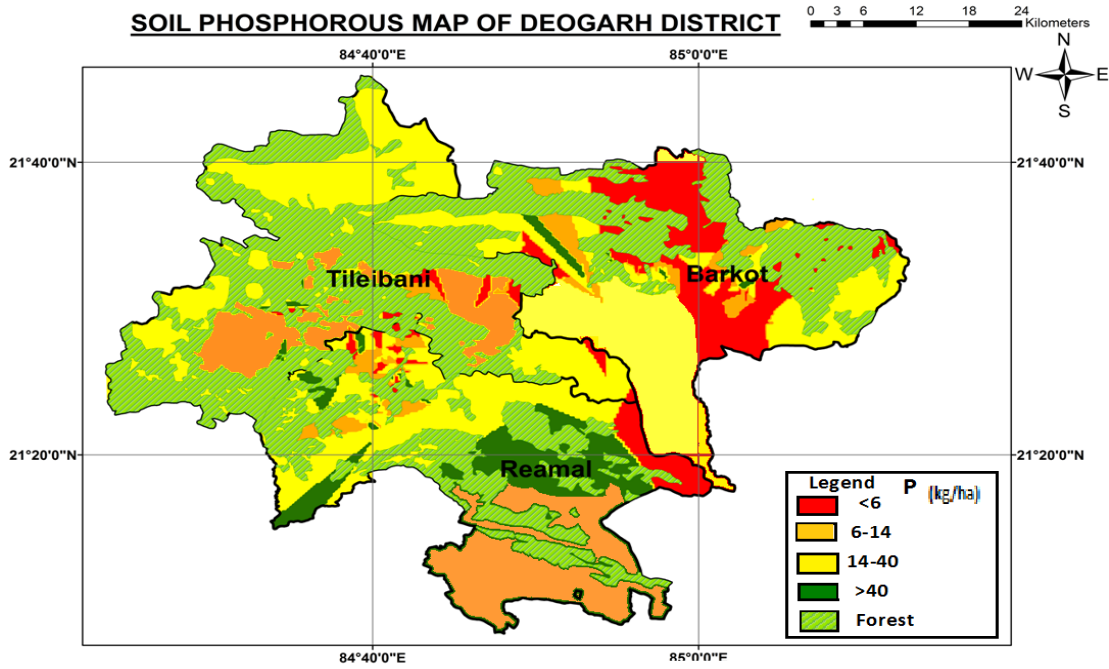 SOIL PHOSPHOROUS MAP OF DEOGARH DISTRICT
0 3 6 12 18 24
Kilometers
N
W E
S
84°40'0"E 85°0'0"E
21°40'0"N 21°40'0"N
Tileibani Barkot
21°20'0"N 21°20'0"N
Reamal
Legend P (kg/ha)
<6
6-14
14-40
>40
Forest
84°40'0"E 85°0'0"E